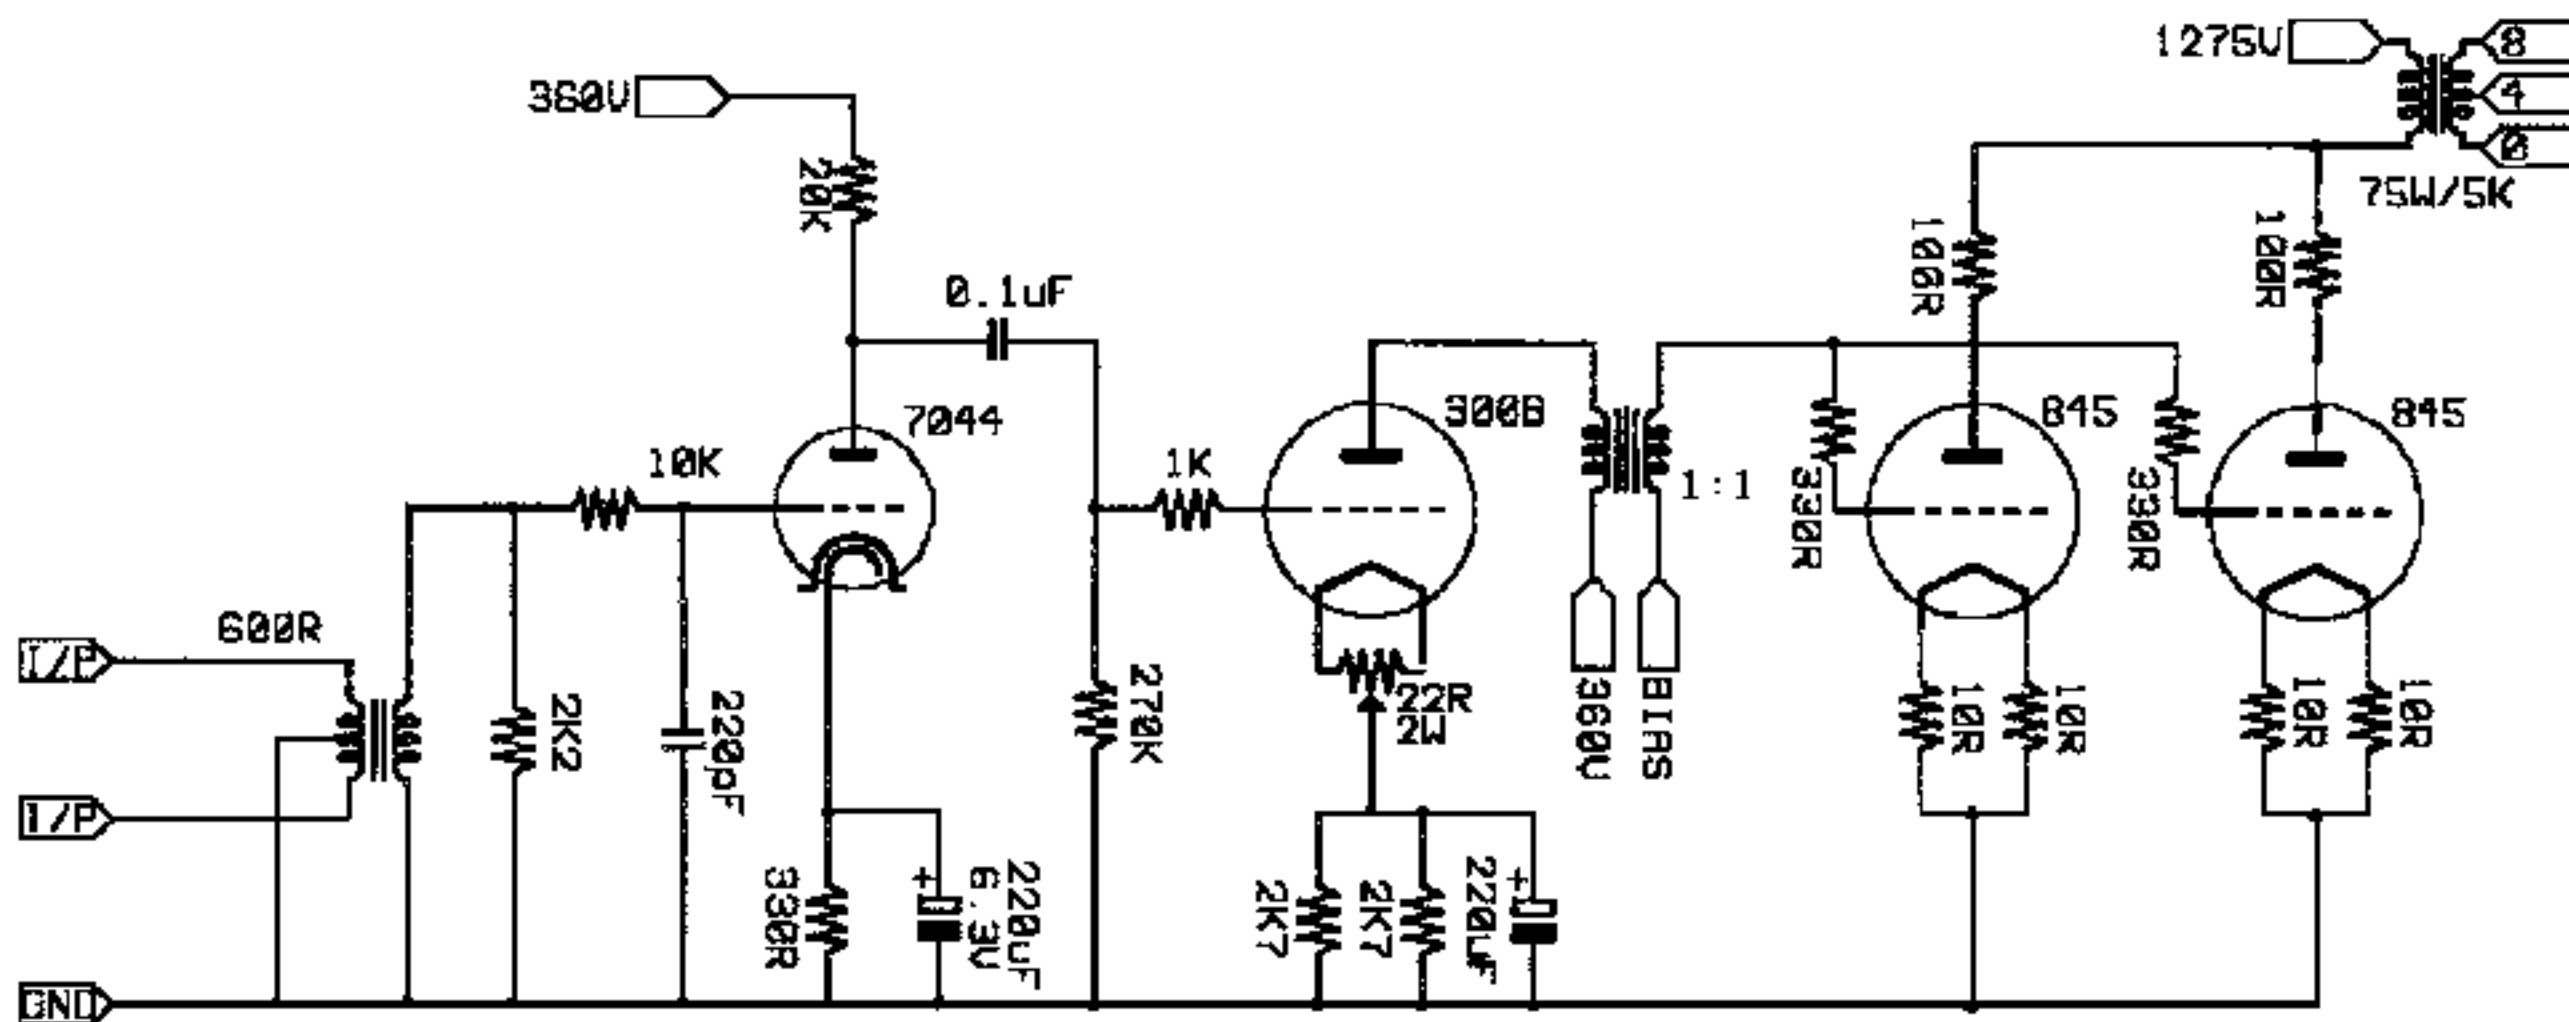 1275V
8
4
0
75W/5K
360V
20K
0.1uF
7044
10K
1K
300B
1:1
100R
100R
845
845
330R
330R
600R
I/P
I/P
GND
2K2
220pF
330R
220uF
6.3V
+
270K
22R
2W
2K7
2K7
220uF
+
360V
BIAS
10R
10R
10R
10R